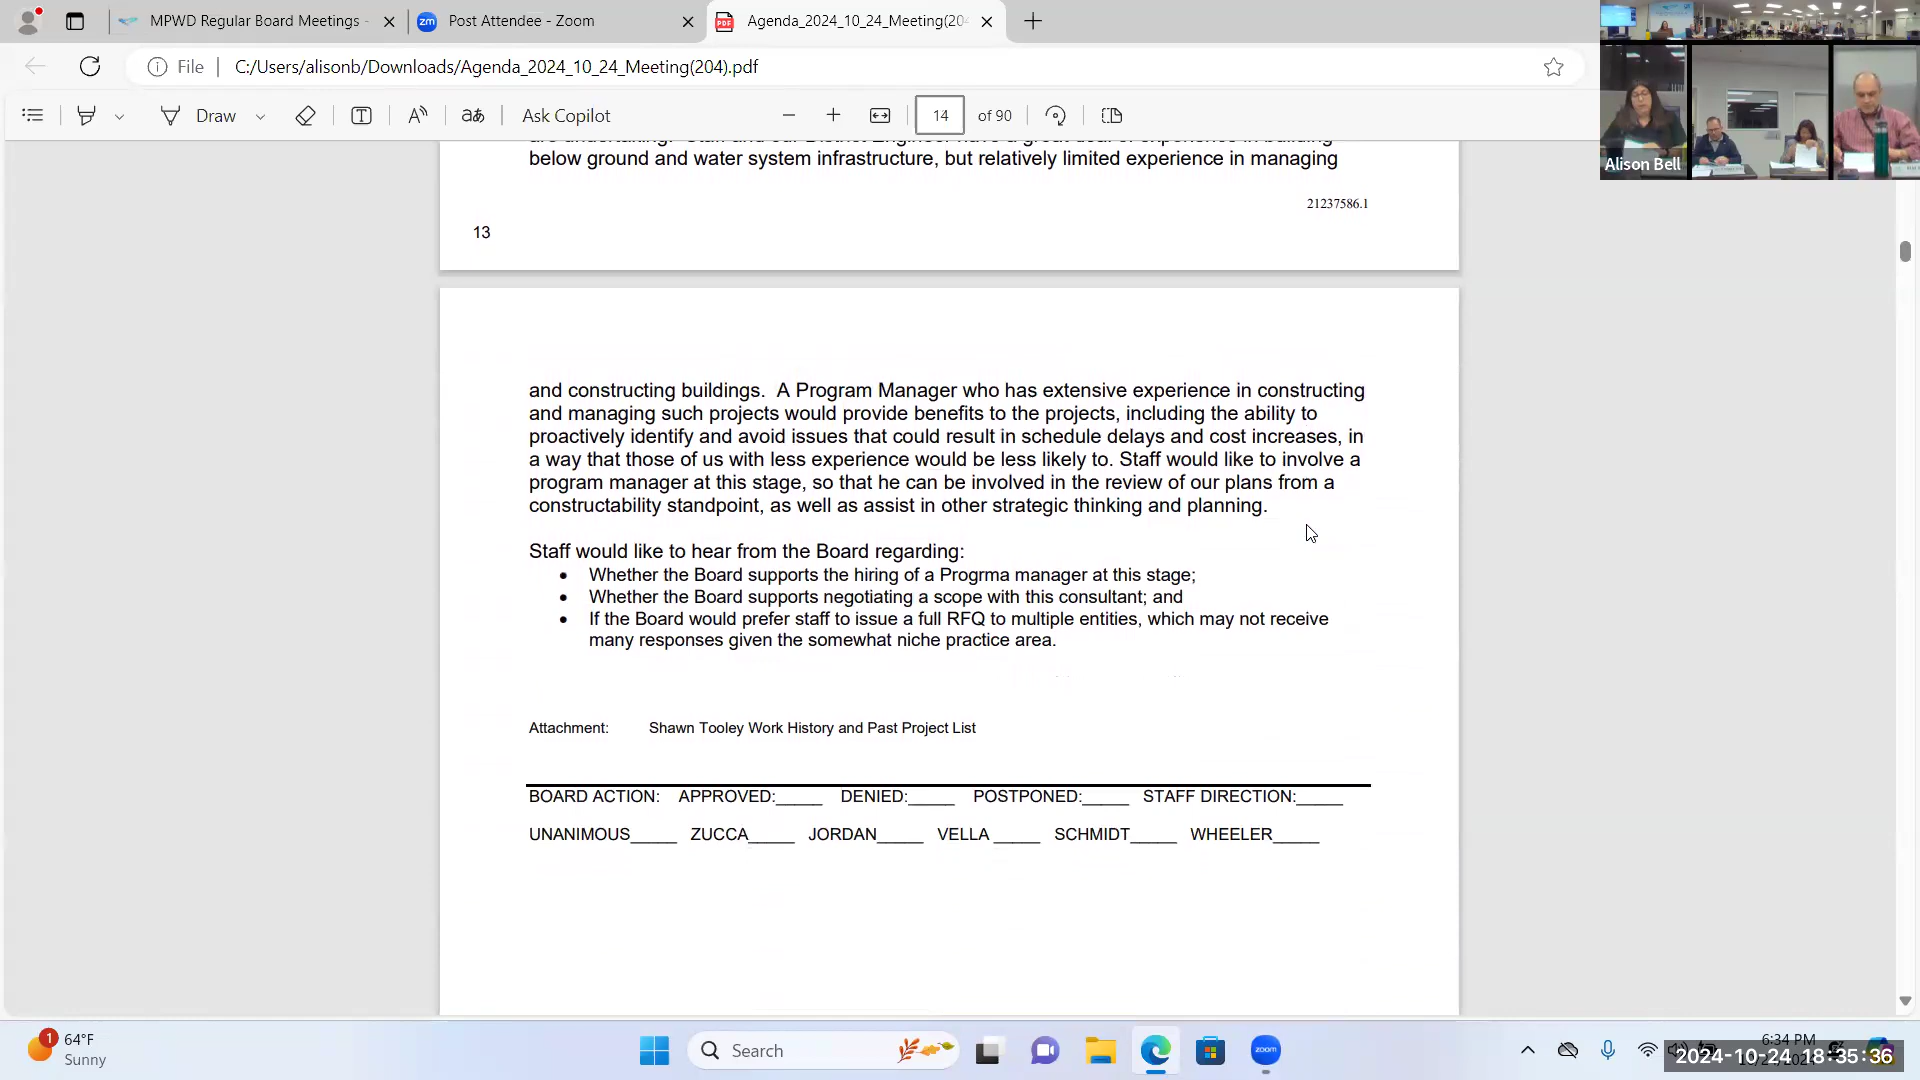 MPWD Regular Board Meetings -
Post Attendee - Zoom
Agenda_2024_10_24_Meeting(204
File
C:/Users/alisonb/Downloads/Agenda_2024_10_24_Meeting(204).pdf
Draw
aあ
Ask Copilot
14 of 90
Alison Bell
below ground and water system infrastructure, but relatively limited experience in managing
21237586.1
13
and constructing buildings. A Program Manager who has extensive experience in constructing
and managing such projects would provide benefits to the projects, including the ability to
proactively identify and avoid issues that could result in schedule delays and cost increases, in
a way that those of us with less experience would be less likely to. Staff would like to involve a
program manager at this stage, so that he can be involved in the review of our plans from a
constructability standpoint, as well as assist in other strategic thinking and planning.
Staff would like to hear from the Board regarding:
• Whether the Board supports the hiring of a Progrma manager at this stage;
• Whether the Board supports negotiating a scope with this consultant; and
• If the Board would prefer staff to issue a full RFQ to multiple entities, which may not receive
many responses given the somewhat niche practice area.
Attachment: Shawn Tooley Work History and Past Project List
BOARD ACTION: APPROVED:_____ DENIED:_____ POSTPONED:_____ STAFF DIRECTION:_____
UNANIMOUS_____ ZUCCA_____ JORDAN_____ VELLA _____ SCHMIDT_____ WHEELER_____
1
64°F
Sunny
Search
zoom
6:34 PM
2024-10-24 18:35:36